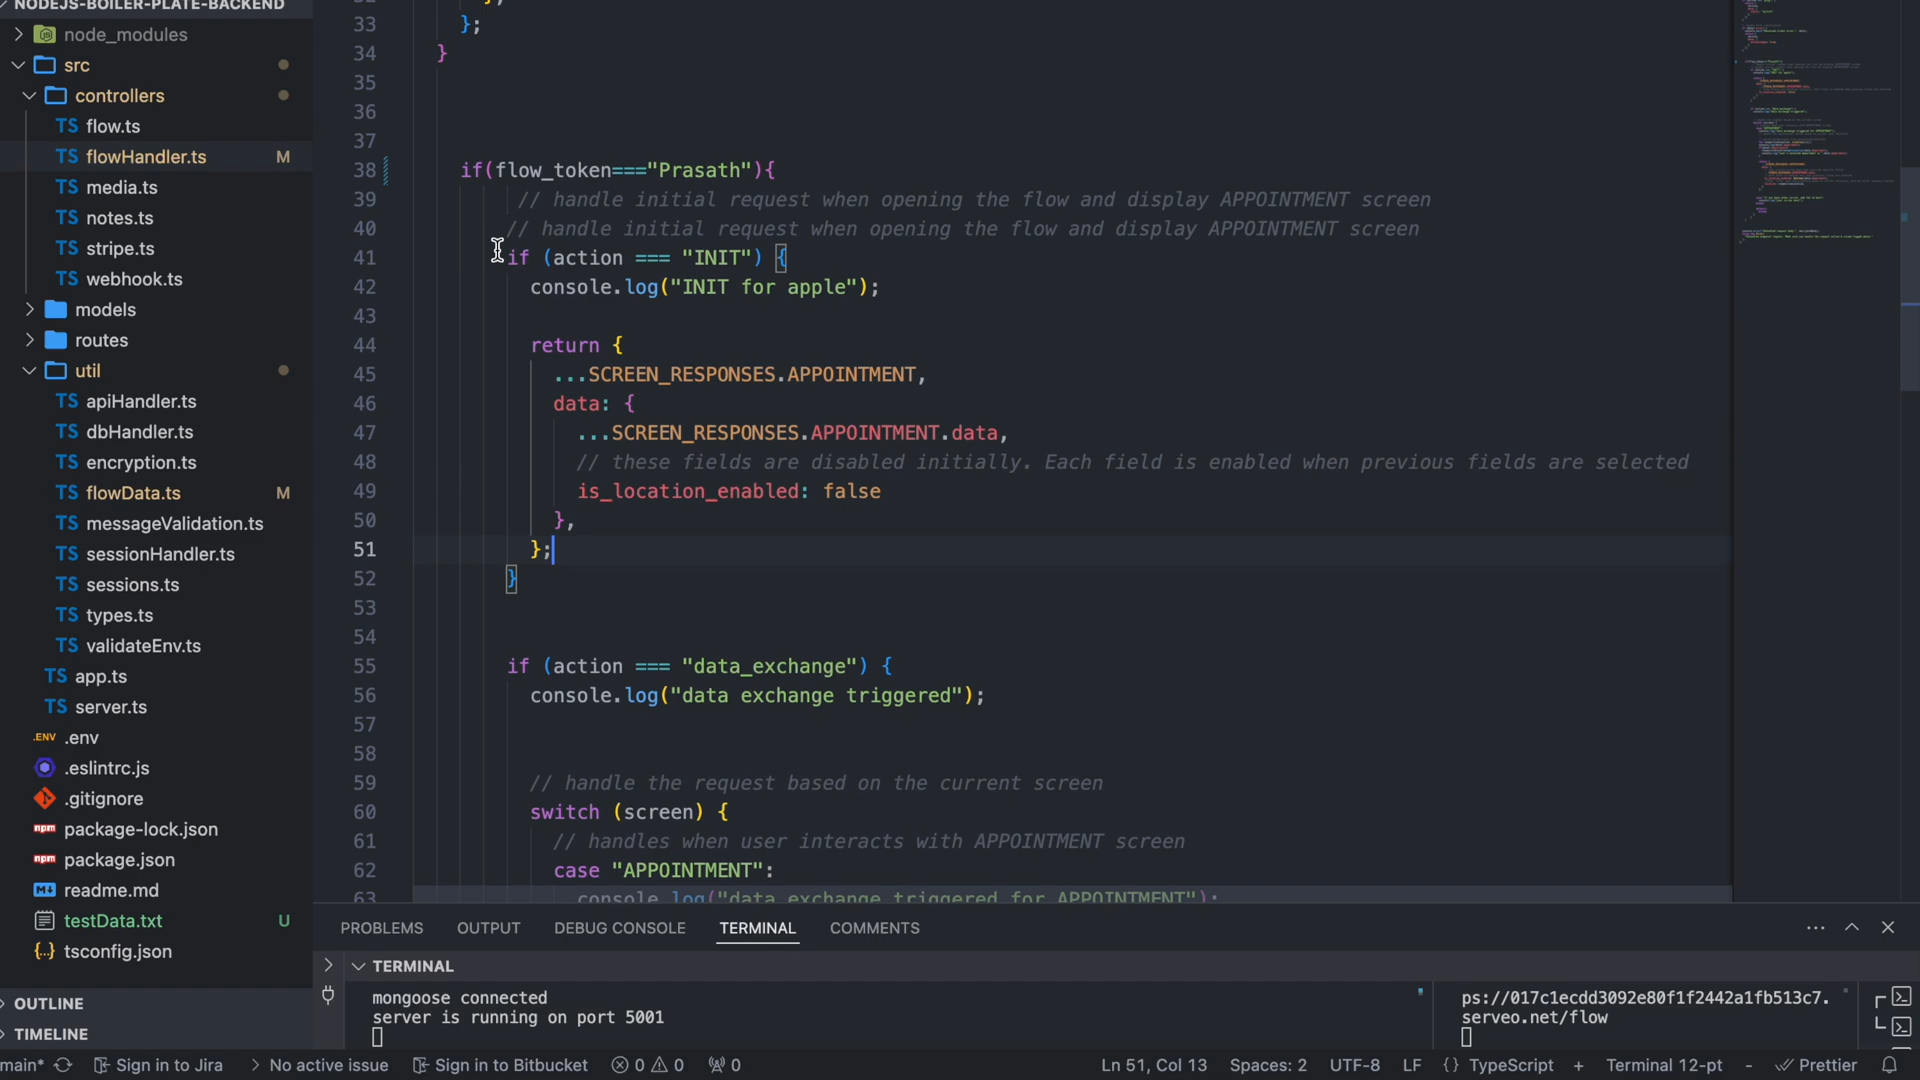 NODEJS-BOILER-PLATE-BACKEND
node_modules
src
controllers
TS flow.ts
TS flowHandler.ts M
TS media.ts
TS notes.ts
TS stripe.ts
TS webhook.ts
models
routes
util
TS apiHandler.ts
TS dbHandler.ts
TS encryption.ts
TS flowData.ts M
TS messageValidation.ts
TS sessionHandler.ts
TS sessions.ts
TS types.ts
TS validateEnv.ts
TS app.ts
TS server.ts
.ENV .env
.eslintrc.js
.gitignore
npm package-lock.json
npm package.json
readme.md
testData.txt U
{..} tsconfig.json
OUTLINE
TIMELINE
33 };
34 }
35
36
37
38 if(flow_token==="Prasath"){
39 // handle initial request when opening the flow and display APPOINTMENT screen
40 // handle initial request when opening the flow and display APPOINTMENT screen
41 if (action === "INIT") {
42 console.log("INIT for apple");
43
44 return {
45 ...SCREEN_RESPONSES.APPOINTMENT,
46 data: {
47 ...SCREEN_RESPONSES.APPOINTMENT.data,
48 // these fields are disabled initially. Each field is enabled when previous fields are selected
49 is_location_enabled: false
50 },
51 };
52 }
53
54
55 if (action === "data_exchange") {
56 console.log("data exchange triggered");
57
58
59 // handle the request based on the current screen
60 switch (screen) {
61 // handles when user interacts with APPOINTMENT screen
62 case "APPOINTMENT":
63 console.log("data exchange triggered for APPOINTMENT");
PROBLEMS OUTPUT DEBUG CONSOLE TERMINAL COMMENTS
TERMINAL
mongoose connected
server is running on port 5001
ps://017c1ecdd3092e80f1f2442a1fb513c7.
serveo.net/flow
main* Sign in to Jira No active issue Sign in to Bitbucket 0 0 0 Ln 51, Col 13 Spaces: 2 UTF-8 LF {} TypeScript + Terminal 12-pt - Prettier